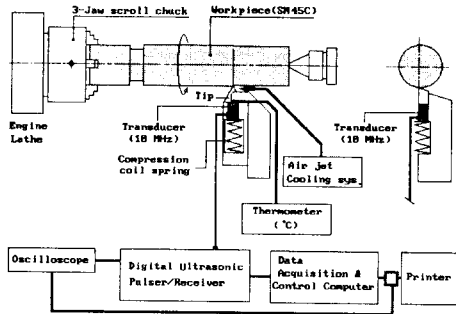 3-Jaw scroll chuck
Workpiece(SM45C)
Tip
Engine
Lathe
Transducer
(10 MHz)
Compression
coil spring
Transducer
(10 MHz)
Air jet
Cooling sys.
Thermometer
(°C)
Oscilloscope
Digital Ultrasonic
Pulser/Receiver
Data
Acquisition &
Control Computer
Printer